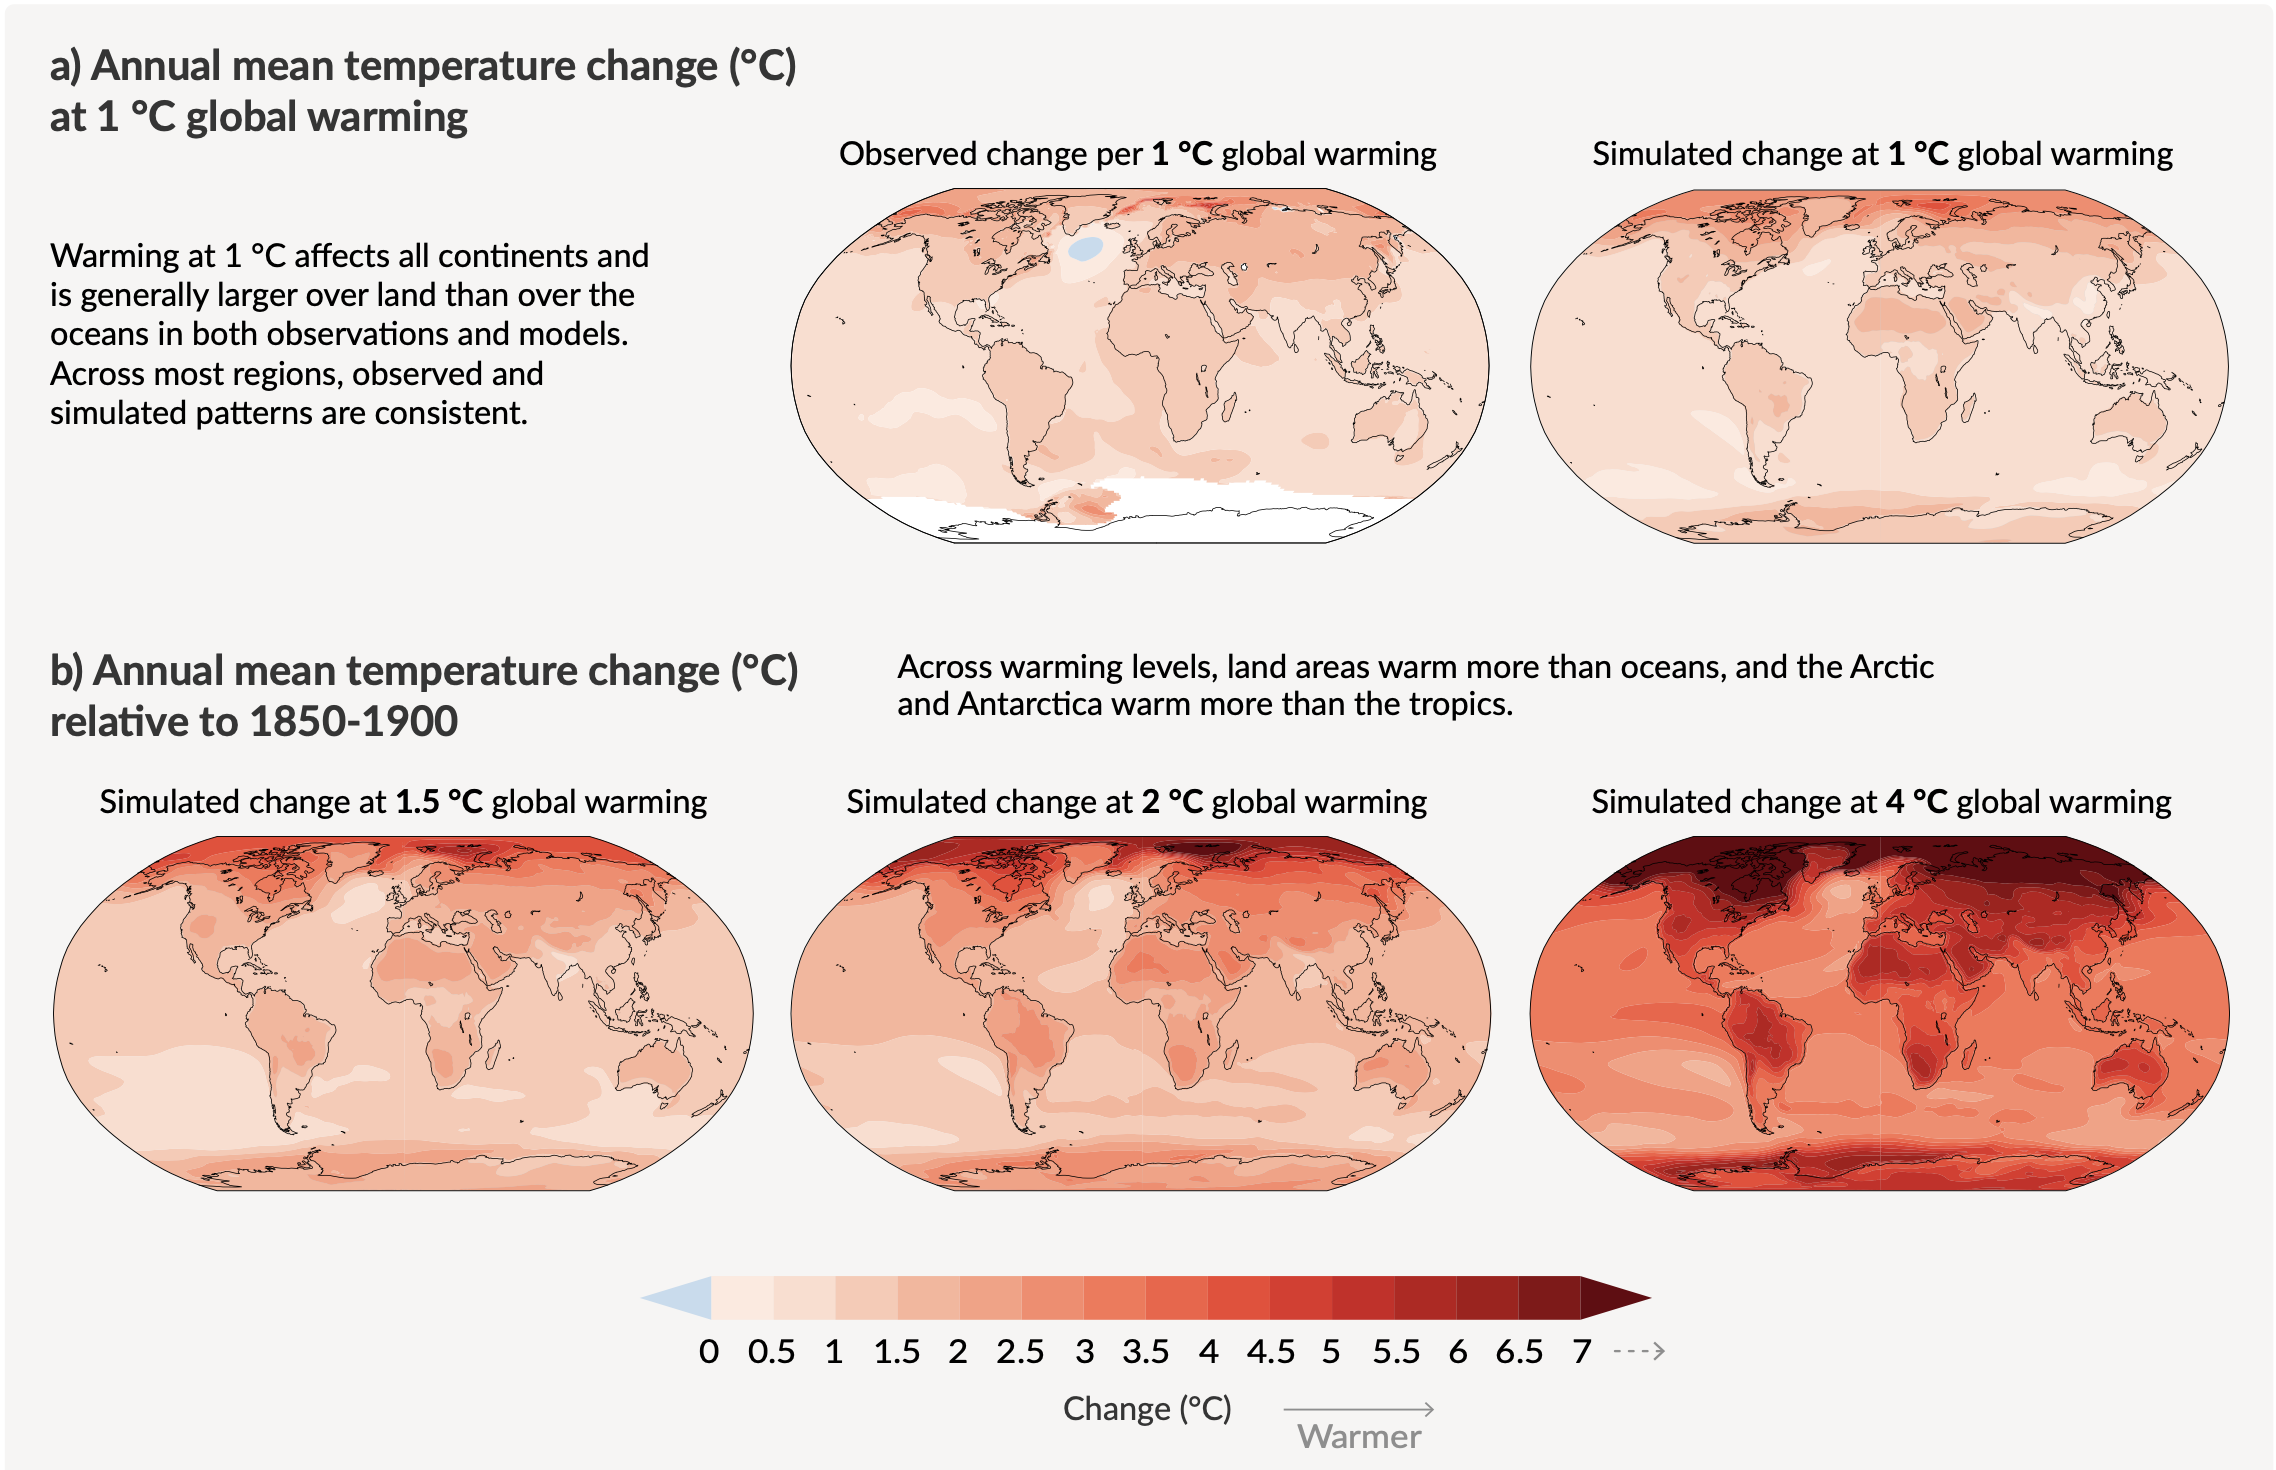 a) Annual mean temperature change (°C)
at 1 °C global warming
Warming at 1 °C affects all continents and
is generally larger over land than over the
oceans in both observations and models.
Across most regions, observed and
simulated patterns are consistent.
Observed change per 1 °C global warming
Simulated change at 1 °C global warming
b) Annual mean temperature change (°C)
relative to 1850-1900
Across warming levels, land areas warm more than oceans, and the Arctic
and Antarctica warm more than the tropics.
Simulated change at 1.5 °C global warming
Simulated change at 2 °C global warming
Simulated change at 4 °C global warming
0 0.5 1 1.5 2 2.5 3 3.5 4 4.5 5 5.5 6 6.5 7
Change (°C)
Warmer